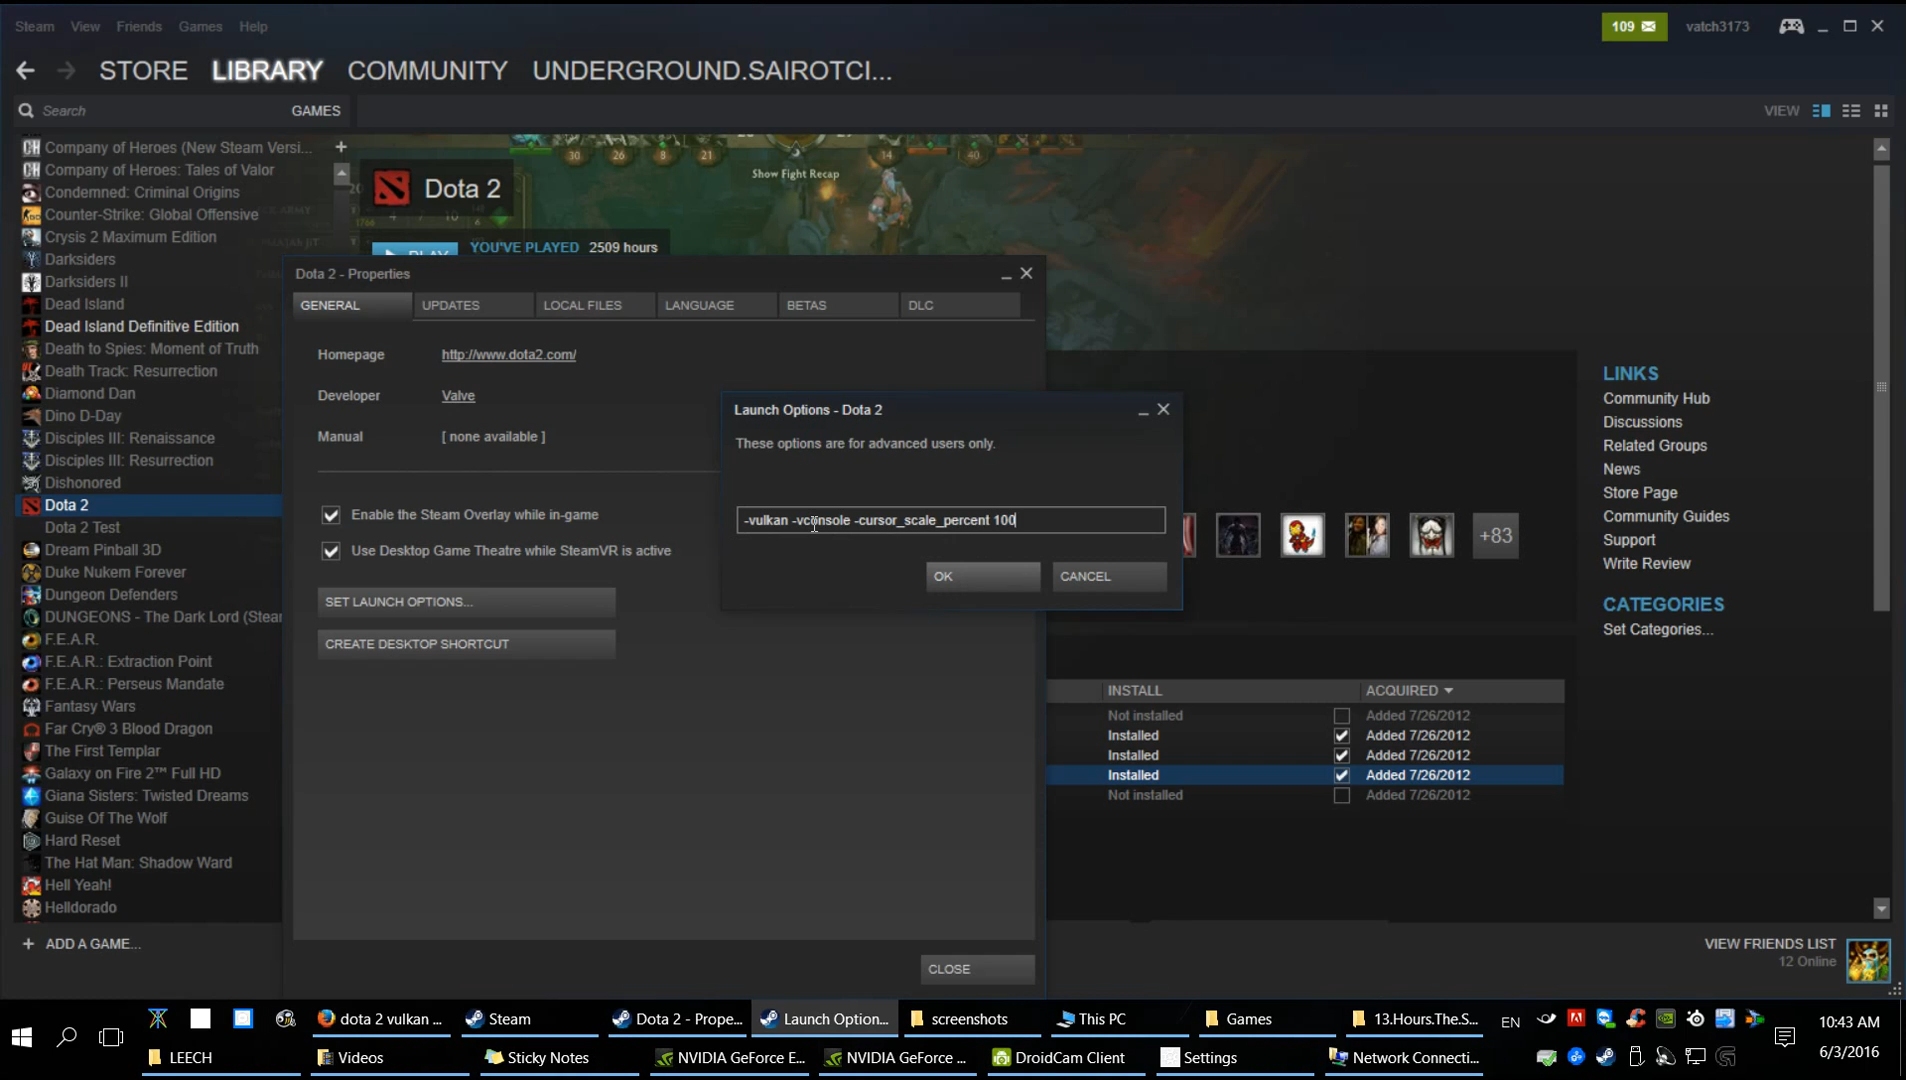 Steam View Friends Games Help
109
vatch3173
STORE LIBRARY COMMUNITY UNDERGROUND.SAIROTCI...
Search
GAMES
VIEW
Company of Heroes (New Steam Versi...
Company of Heroes: Tales of Valor
Condemned: Criminal Origins
Counter-Strike: Global Offensive
Crysis 2 Maximum Edition
Darksiders
Darksiders II
Dead Island
Dead Island Definitive Edition
Death to Spies: Moment of Truth
Death Track: Resurrection
Diamond Dan
Dino D-Day
Disciples III: Renaissance
Disciples III: Resurrection
Dishonored
Dota 2
Dota 2 Test
Dream Pinball 3D
Duke Nukem Forever
Dungeon Defenders
DUNGEONS - The Dark Lord (Stear
F.E.A.R.
F.E.A.R.: Extraction Point
F.E.A.R.: Perseus Mandate
Fantasy Wars
Far Cry® 3 Blood Dragon
The First Templar
Galaxy on Fire 2™ Full HD
Giana Sisters: Twisted Dreams
Guise Of The Wolf
Hard Reset
The Hat Man: Shadow Ward
Hell Yeah!
Helldorado
+ ADD A GAME...
30 26 8 21 14 40
Show Fight Recap
Dota 2
PLAY
YOU'VE PLAYED 2509 hours
Dota 2 - Properties
GENERAL UPDATES LOCAL FILES LANGUAGE BETAS DLC
Homepage http://www.dota2.com/
Developer Valve
Manual [ none available ]
Enable the Steam Overlay while in-game
Use Desktop Game Theatre while SteamVR is active
SET LAUNCH OPTIONS...
CREATE DESKTOP SHORTCUT
CLOSE
Launch Options - Dota 2
These options are for advanced users only.
-vulkan -vconsole -cursor_scale_percent 100
OK CANCEL
+83
LINKS
Community Hub
Discussions
Related Groups
News
Store Page
Community Guides
Support
Write Review
CATEGORIES
Set Categories...
INSTALL ACQUIRED
Not installed Added 7/26/2012
Installed Added 7/26/2012
Installed Added 7/26/2012
Installed Added 7/26/2012
Not installed Added 7/26/2012
VIEW FRIENDS LIST
12 Online
dota 2 vulkan ... Steam Dota 2 - Prope... Launch Option... screenshots This PC Games 13.Hours.The.S...
LEECH Videos Sticky Notes NVIDIA GeForce E... NVIDIA GeForce ... DroidCam Client Settings Network Connecti...
EN
10:43 AM
6/3/2016